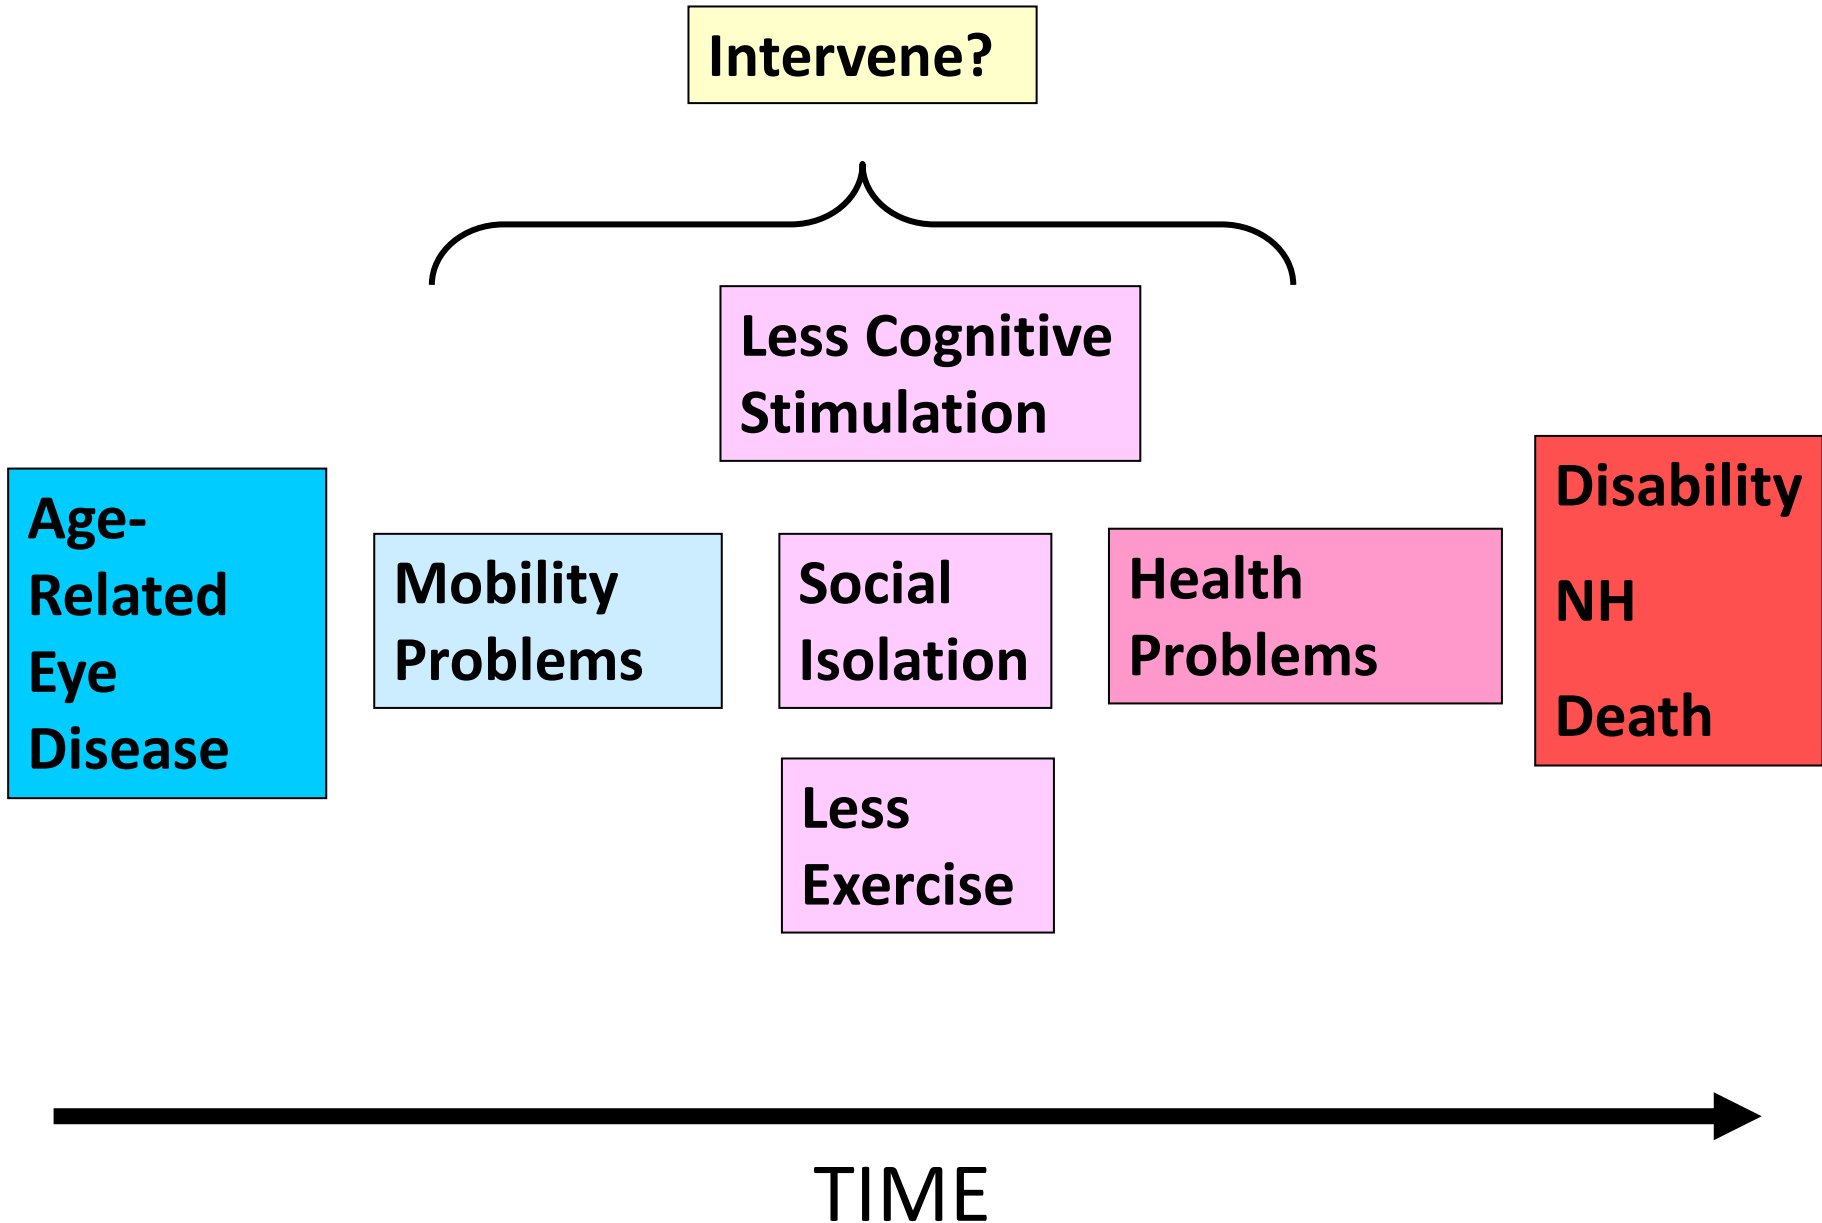 Intervene?
Less Cognitive
Stimulation
Age-
Related
Eye
Disease
Mobility
Problems
Social
Isolation
Less
Exercise
Health
Problems
Disability
NH
Death
TIME